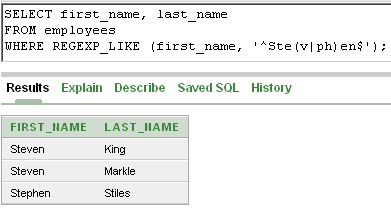 SELECT first_name, last_name
FROM employees
WHERE REGEXP_LIKE (first_name, '^Ste(v|ph)en$');
Results Explain Describe Saved SQL History
FIRST_NAME LAST_NAME
Steven King
Steven Markle
Stephen Stiles